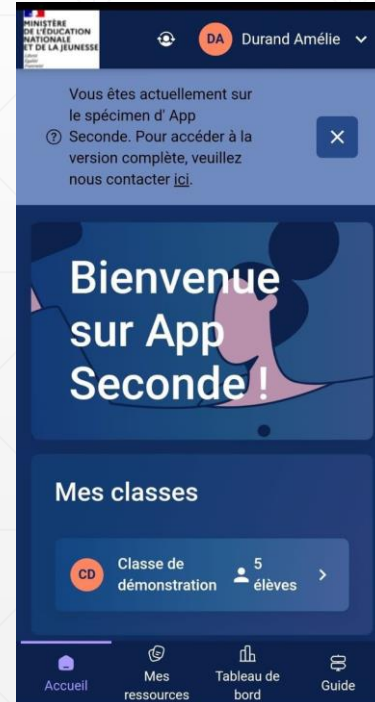 MINISTÈRE
DE L'ÉDUCATION
NATIONALE
ET DE LA JEUNESSE
DA Durand Amélie
Vous êtes actuellement sur
le spécimen d' App
Seconde. Pour accéder à la
version complète, veuillez
nous contacter ici.
Bienvenue
sur App
Seconde !
Mes classes
CD
Classe de
démonstration
5
élèves
Accueil
Mes
ressources
Tableau de
bord
Guide